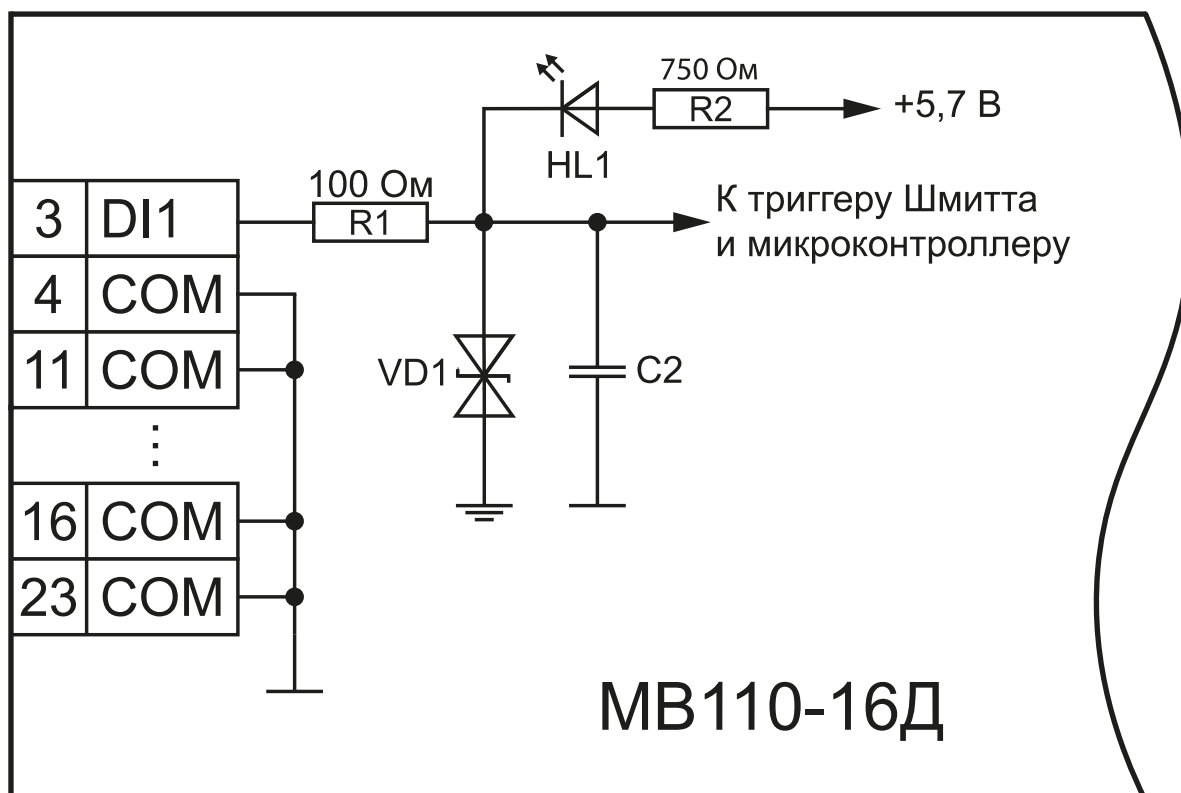 750 Ом
R2
+5,7 В
HL1
100 Ом
R1
К триггеру Шмитта
и микроконтроллеру
3 DI1
4 COM
11 COM
VD1
C2
16 COM
23 COM
МВ110-16Д